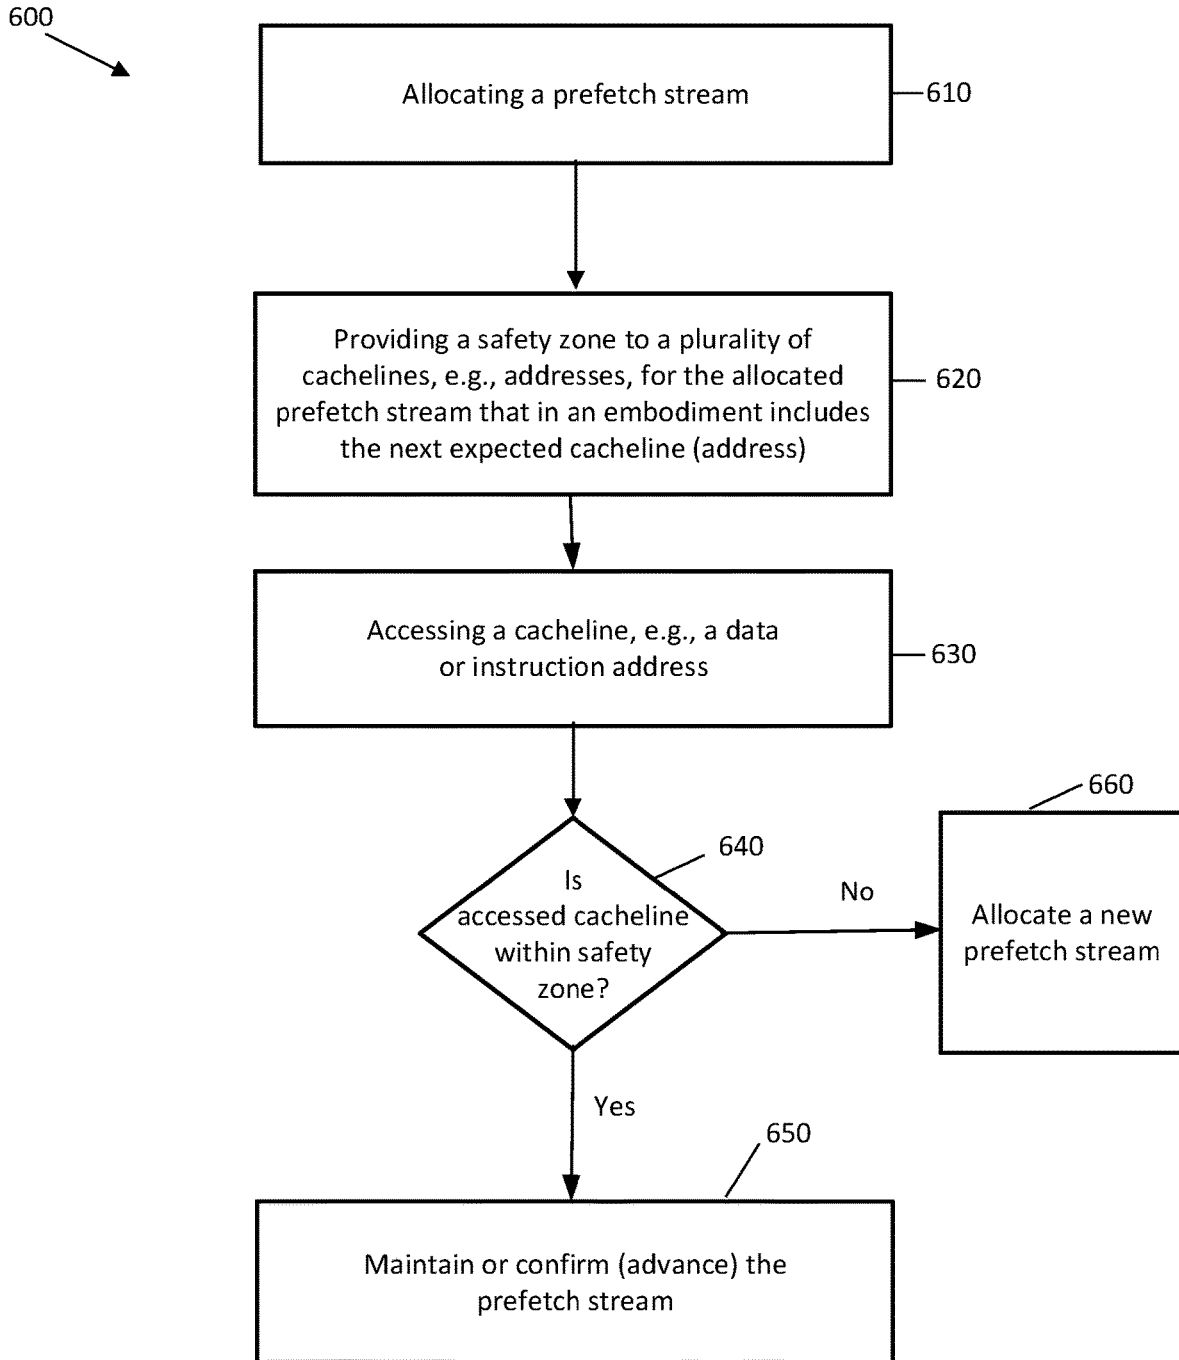 600
Allocating a prefetch stream
610
Providing a safety zone to a plurality of
cachelines, e.g., addresses, for the allocated
prefetch stream that in an embodiment includes
the next expected cacheline (address)
620
Accessing a cacheline, e.g., a data
or instruction address
630
640
Is
accessed cacheline
within safety
zone?
No
660
Allocate a new
prefetch stream
Yes
650
Maintain or confirm (advance) the
prefetch stream